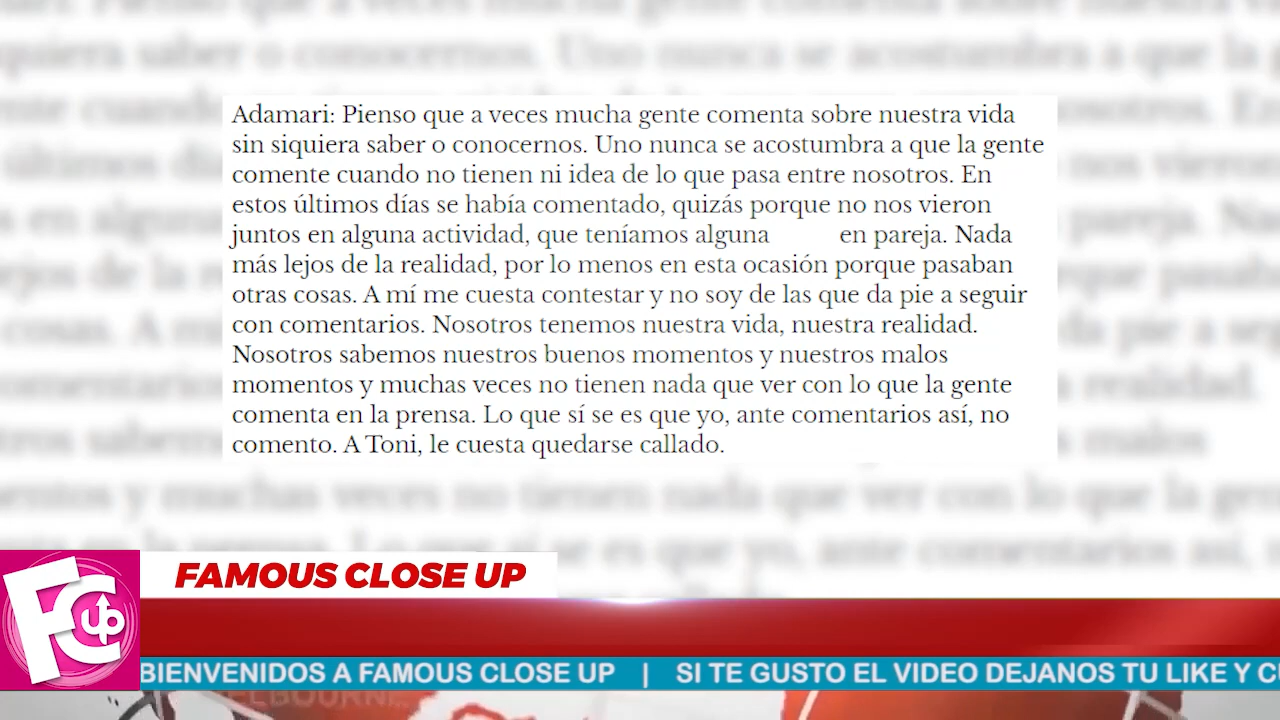 Adamari: Pienso que a veces mucha gente comenta sobre nuestra vida
sin siquiera saber o conocernos. Uno nunca se acostumbra a que la gente
comente cuando no tienen ni idea de lo que pasa entre nosotros. En
estos últimos días se había comentado, quizás porque no nos vieron
juntos en alguna actividad, que teníamos alguna en pareja. Nada
más lejos de la realidad, por lo menos en esta ocasión porque pasaban
otras cosas. A mí me cuesta contestar y no soy de las que da pie a seguir
con comentarios. Nosotros tenemos nuestra vida, nuestra realidad.
Nosotros sabemos nuestros buenos momentos y nuestros malos
momentos y muchas veces no tienen nada que ver con lo que la gente
comenta en la prensa. Lo que sí se es que yo, ante comentarios así, no
comento. A Toni, le cuesta quedarse callado.
FAMOUS CLOSE UP
FC up
BIENVENIDOS A FAMOUS CLOSE UP | SI TE GUSTO EL VIDEO DEJANOS TU LIKE Y